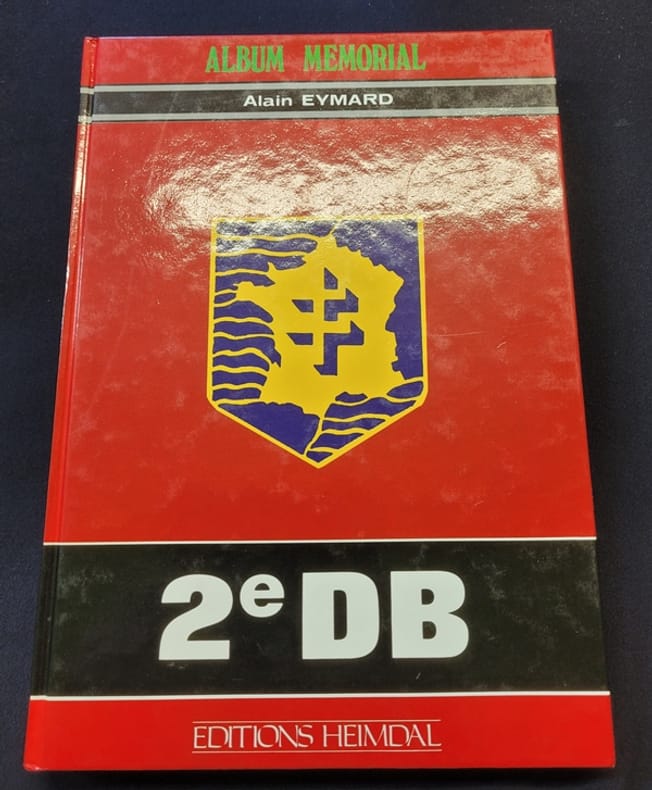 ALBUM MEMORIAL
Alain EYMARD
2e DB
EDITIONS HEIMDAL